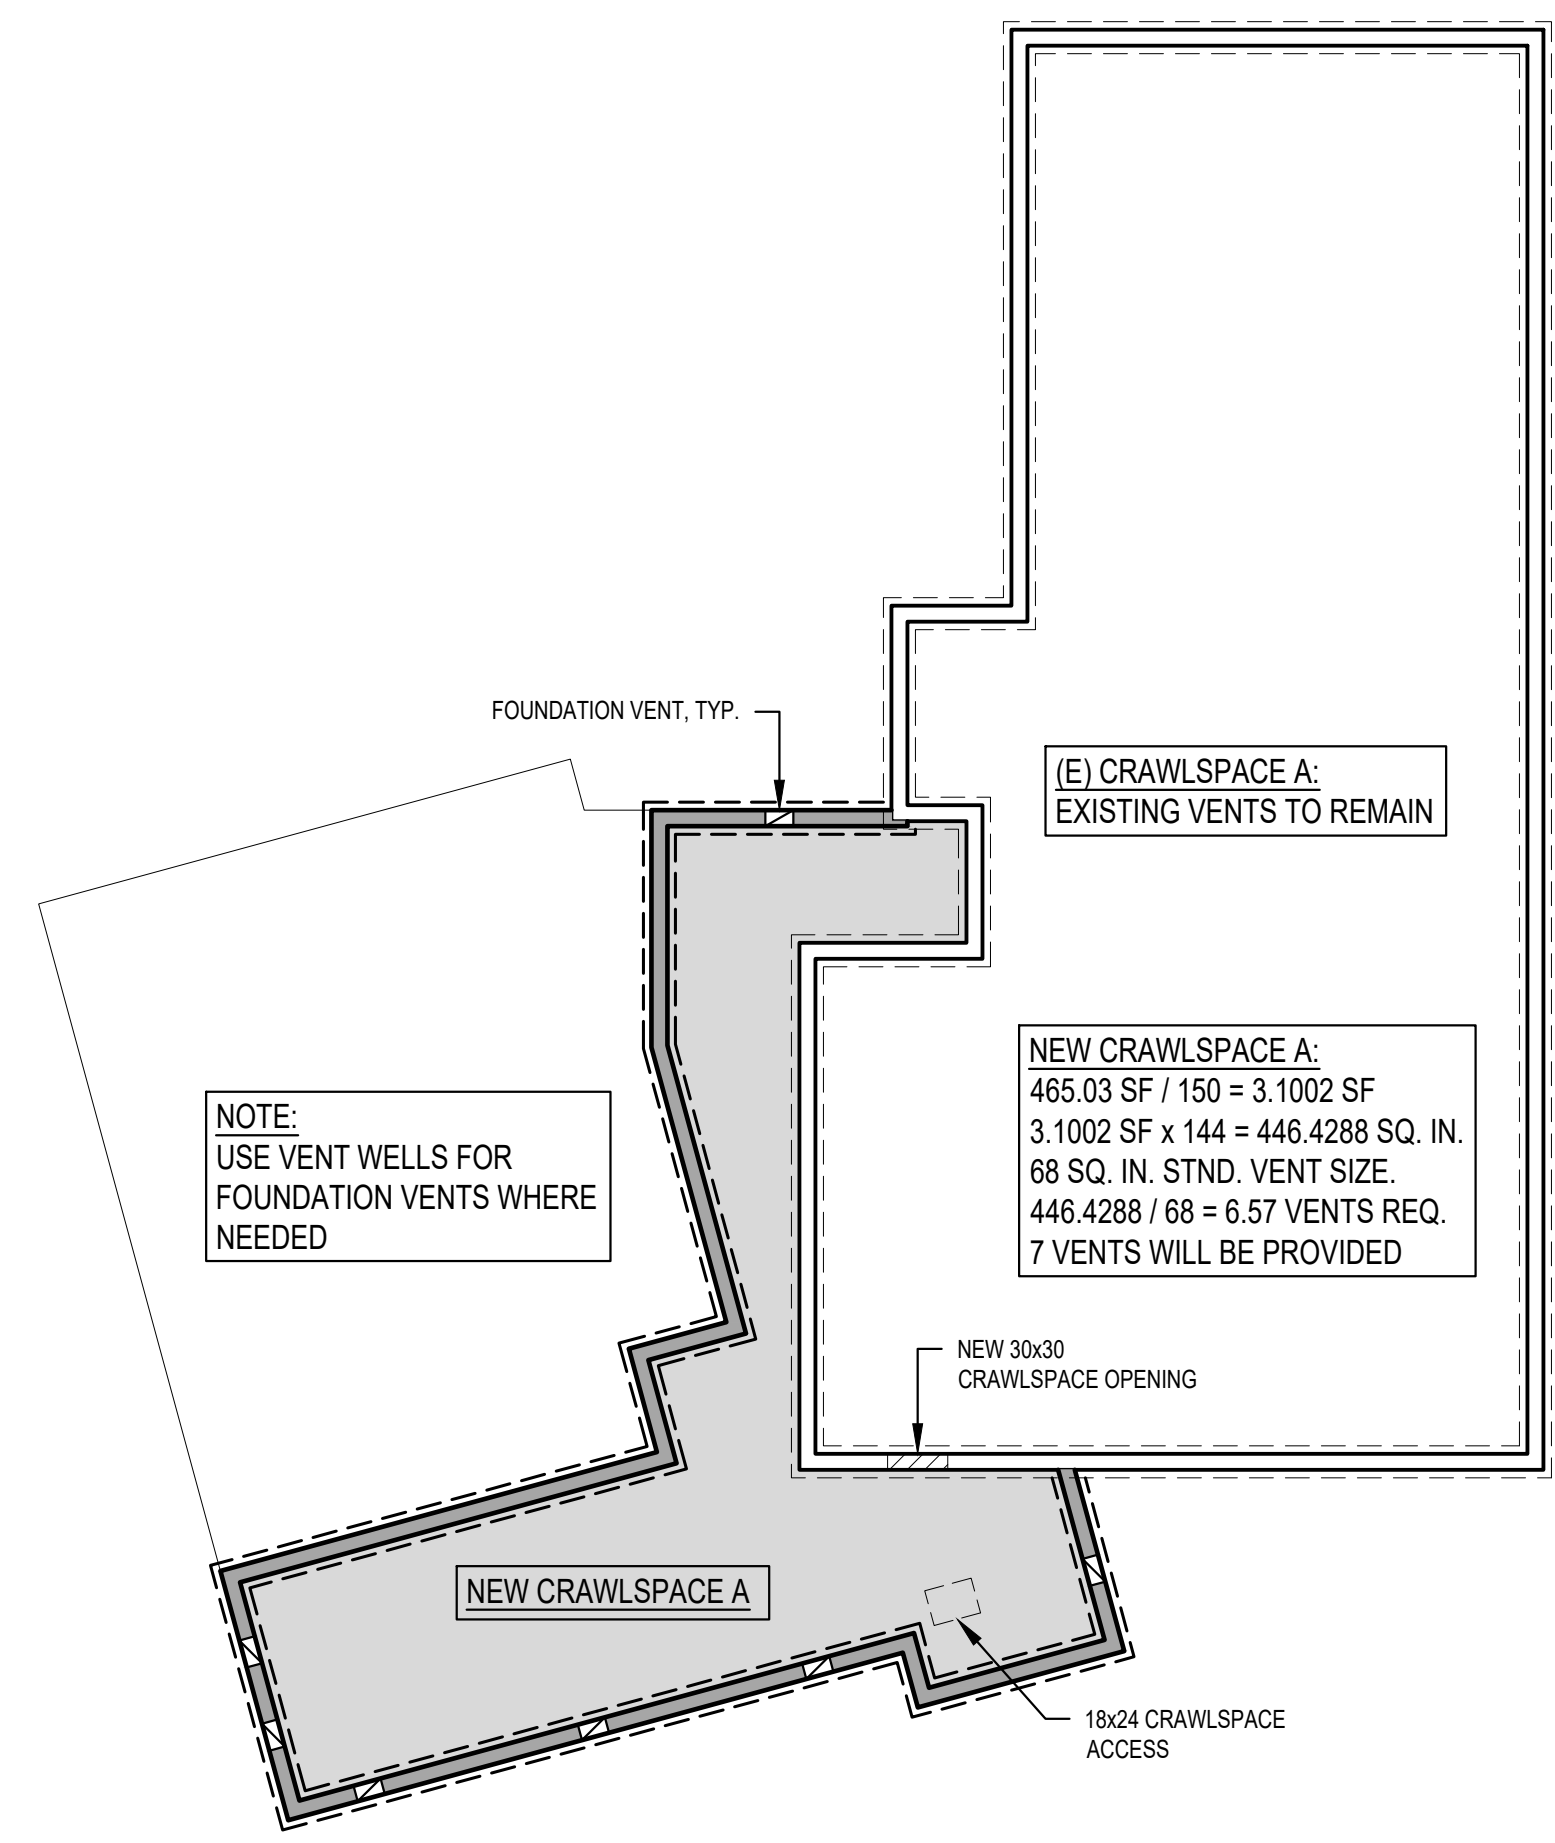 FOUNDATION VENT, TYP.
(E) CRAWLSPACE A:
EXISTING VENTS TO REMAIN
NEW CRAWLSPACE A:
465.03 SF / 150 = 3.1002 SF
3.1002 SF x 144 = 446.4288 SQ. IN.
68 SQ. IN. STND. VENT SIZE.
446.4288 / 68 = 6.57 VENTS REQ.
7 VENTS WILL BE PROVIDED
NOTE:
USE VENT WELLS FOR
FOUNDATION VENTS WHERE
NEEDED
NEW 30x30
CRAWLSPACE OPENING
NEW CRAWLSPACE A
18x24 CRAWLSPACE
ACCESS